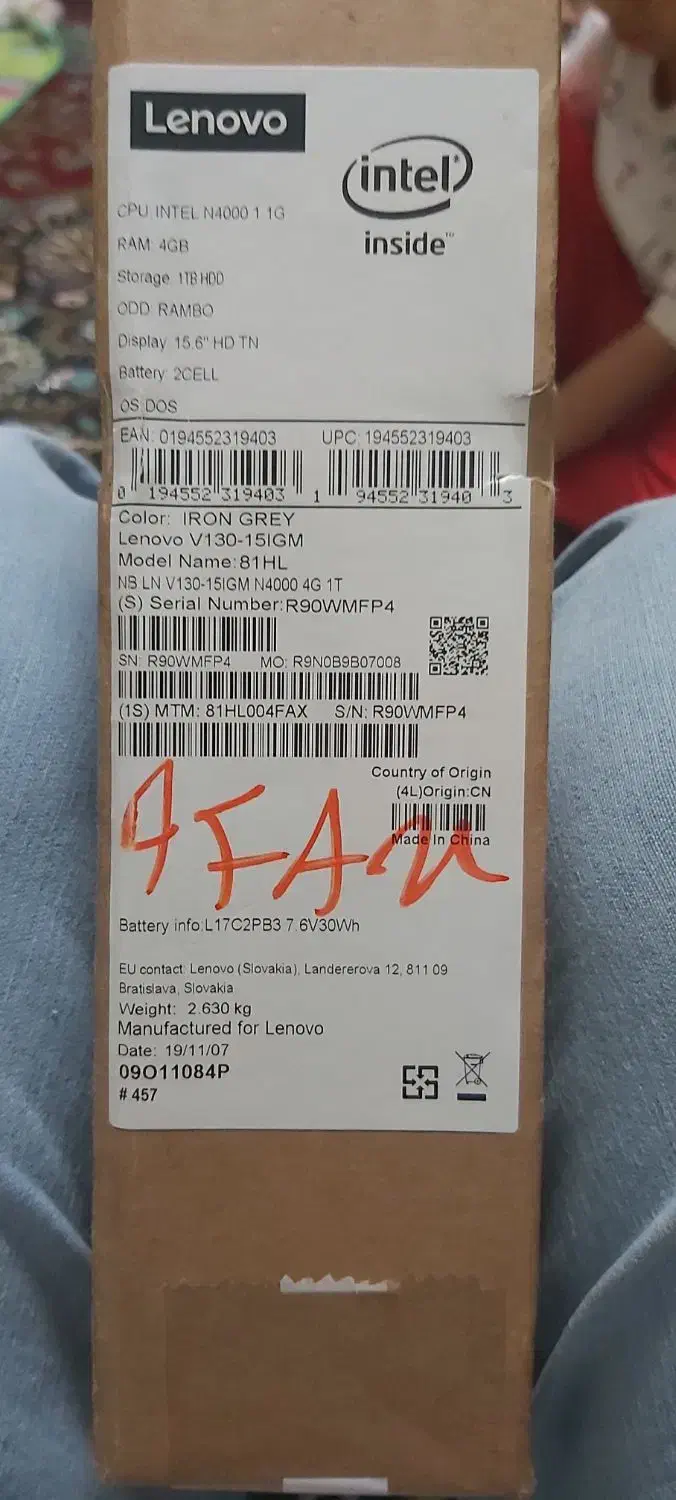 Lenovo
intel®
inside™
CPU: INTEL N4000 1.1G
RAM: 4GB
Storage: 1TB HDD
ODD: RAMBO
Display: 15.6" HD TN
Battery: 2CELL
OS:DOS
EAN: 0194552319403 UPC: 194552319403
0 194552 319403 1 94552 31940 3
Color: IRON GREY
Lenovo V130-15IGM
Model Name:81HL
NB LN V130-15IGM N4000 4G 1T
(S) Serial Number:R90WMFP4
SN: R90WMFP4 MO: R9N0B9B07008
(1S) MTM: 81HL004FAX S/N: R90WMFP4
Country of Origin
(4L)Origin:CN
Made In China
Battery info:L17C2PB3 7.6V30Wh
EU contact: Lenovo (Slovakia), Landererova 12, 811 09
Bratislava, Slovakia
Weight: 2.630 kg
Manufactured for Lenovo
Date: 19/11/07
09O11084P
# 457